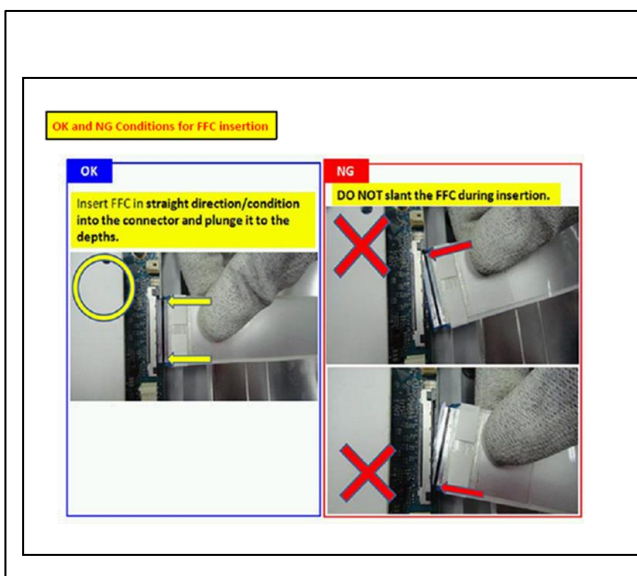 OK and NG Conditions for FFC insertion
OK
Insert FFC in straight direction/condition
into the connector and plunge it to the
depths.
NG
DO NOT slant the FFC during insertion.